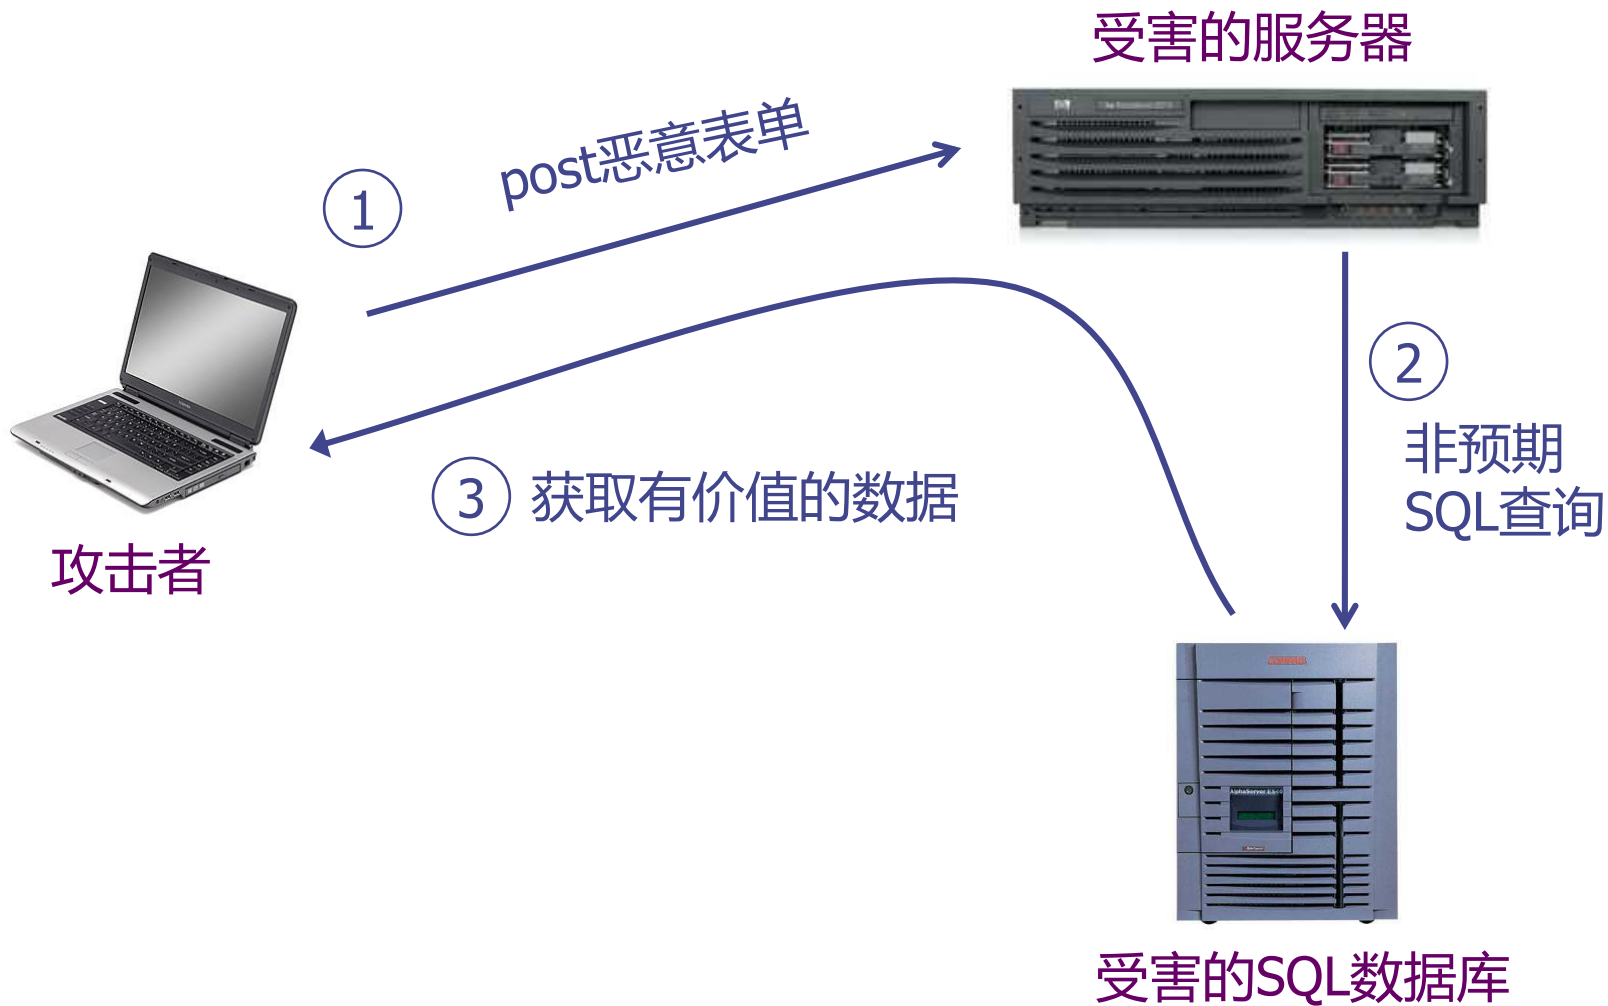 受害的服务器
post恶意表单
1
2
非预期
SQL查询
3 获取有价值的数据
攻击者
COMPAQ
受害的SQL数据库